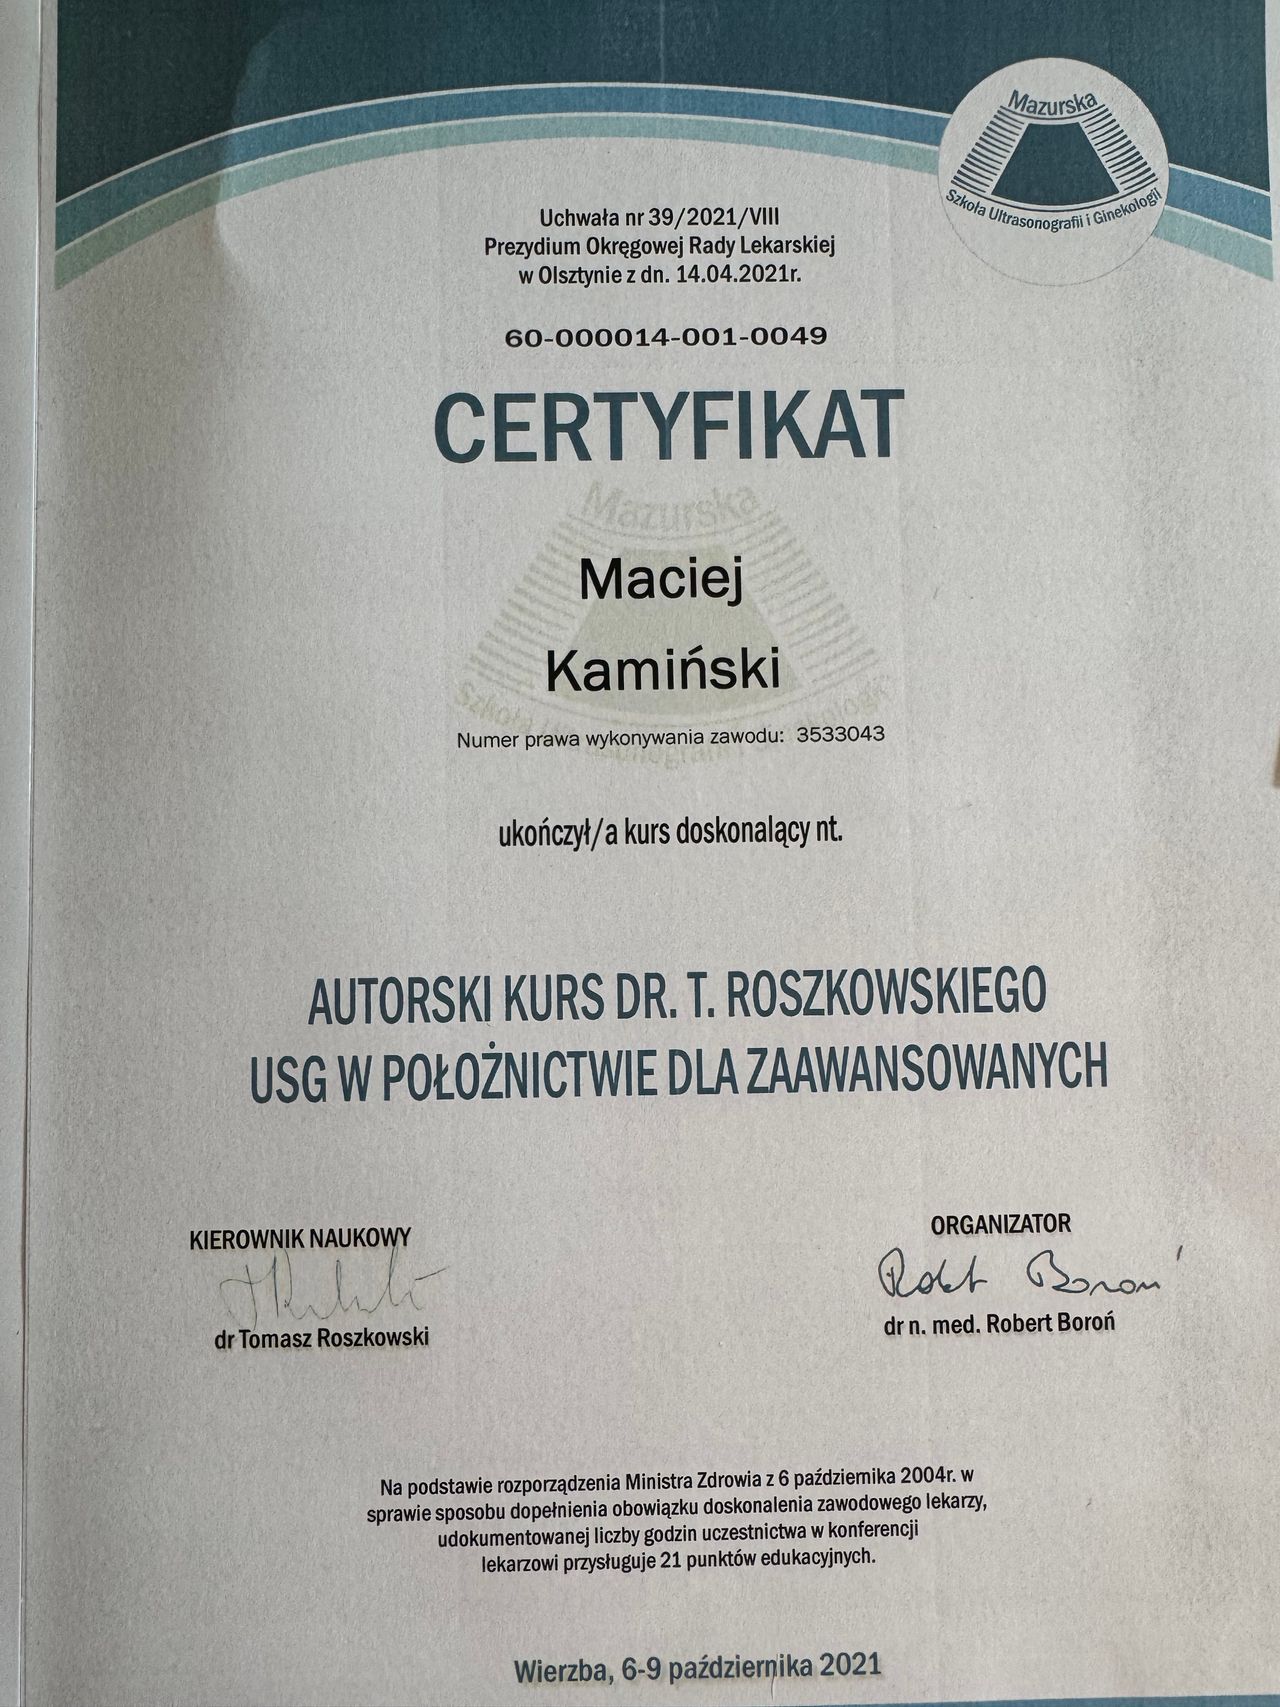 Mazurska
Szkoła Ultrasonografii i Ginekologii
Uchwała nr 39/2021/VIII
Prezydium Okręgowej Rady Lekarskiej
w Olsztynie z dn. 14.04.2021r.
60-000014-001-0049
CERTYFIKAT
Mazurska
Maciej
Kamiński
Szkoła
Numer prawa wykonywania zawodu: 3533043
ukończył/a kurs doskonalący nt.
AUTORSKI KURS DR. T. ROSZKOWSKIEGO
USG W POŁOŻNICTWIE DLA ZAAWANSOWANYCH
KIEROWNIK NAUKOWY
dr Tomasz Roszkowski
ORGANIZATOR
Robert Boroń
dr n. med. Robert Boroń
Na podstawie rozporządzenia Ministra Zdrowia z 6 października 2004r. w
sprawie sposobu dopełnienia obowiązku doskonalenia zawodowego lekarzy,
udokumentowanej liczby godzin uczestnictwa w konferencji
lekarzowi przysługuje 21 punktów edukacyjnych.
Wierzba, 6-9 października 2021